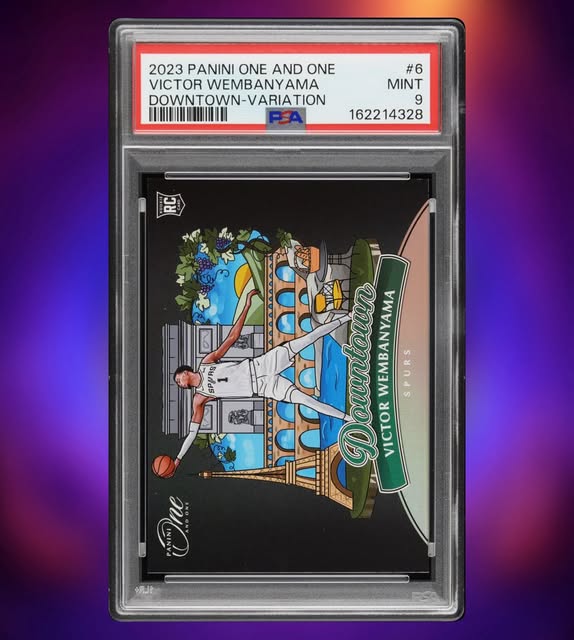 2023 PANINI ONE AND ONE #6
VICTOR WEMBANYAMA MINT
DOWNTOWN-VARIATION 9
PSA 162214328
RC
SPURS
1
Downtown
VICTOR WEMBANYAMA
SPURS
PANINI
One
AND ONE
PSA